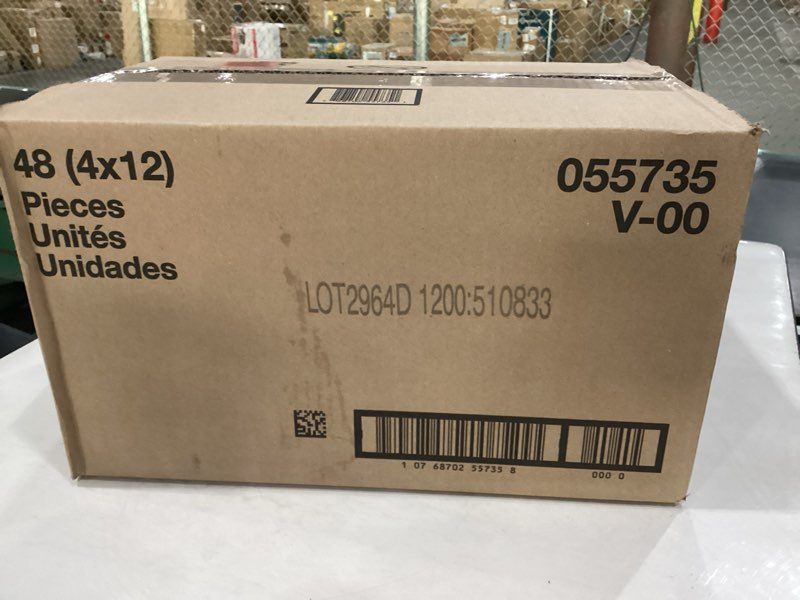 48 (4x12)
Pieces
Unités
Unidades
055735
V-00
LOT2964D 1200:510833
1 07 68702 55735 8
000 0